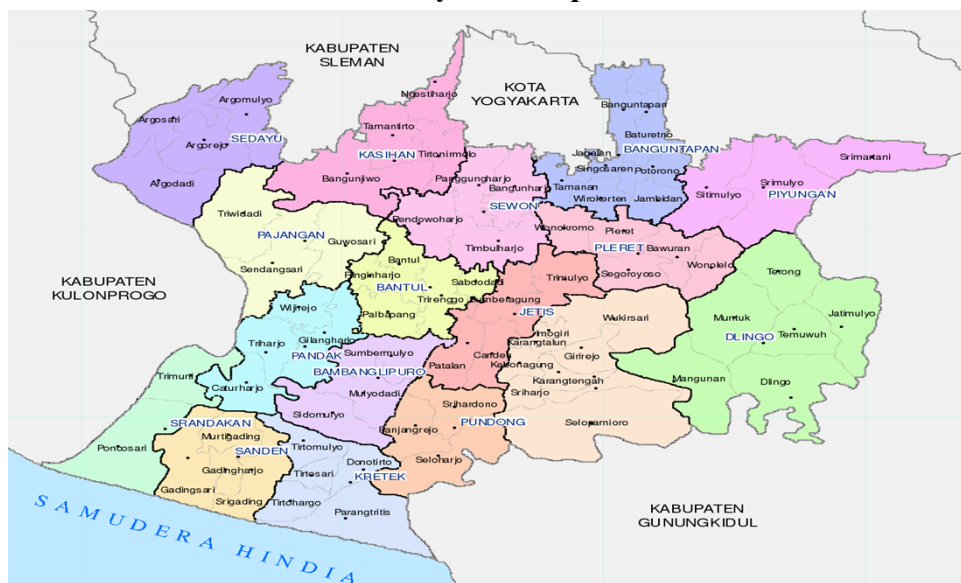 KABUPATEN
SLEMAN
KOTA
YOGYAKARTA
Ngestiharjo
Argomulyo
Argosari
Argorejo
SEDAYU
Argodadi
Tamantirto
KASIHAN
Tirtonirmolo
Bangunjiwo
Banguntapan
Baturetno
BANGUNTAPAN
Jagalan
Singosaren
Potorono
Tamanan
Wirokerten
Jambidan
Srimartani
Srimulyo
Sitimulyo
PIYUNGAN
Panggungharjo
Bangunharjo
SEWON
Pendowoharjo
Timbulharjo
Triwidadi
PAJANGAN
Guwosari
Sendangsari
Wonokromo
Pleret
PLERET
Bawuran
Segoroyoso
Wonolelo
KABUPATEN
KULONPROGO
Bantul
Ringinharjo
BANTUL
Sabdodadi
Trirenggo
Palbapang
Trimulyo
Sumberagung
JETIS
Canden
Patalan
Terong
Muntuk
Jatimulyo
Temuwuh
DLINGO
Mangunan
Dlingo
Wukirsari
Imogiri
Karangtalun
Girirejo
Kebonagung
Karangtengah
Sriharjo
Selopamioro
Wijirejo
Gilangharjo
Triharjo
PANDAK
Caturharjo
Sumbermulyo
BAMBANGLIPURO
Mulyodadi
Sidomulyo
Trimurti
SRANDAKAN
Poncosari
Murtigading
SANDEN
Gadingharjo
Gadingsari
Srigading
Srihardono
PUNDONG
Panjangrejo
Seloharjo
Tirtomulyo
Donotirto
Tirtosari
KRETEK
Tirtohargo
Parangtritis
KABUPATEN
GUNUNGKIDUL
SAMUDERA HINDIA